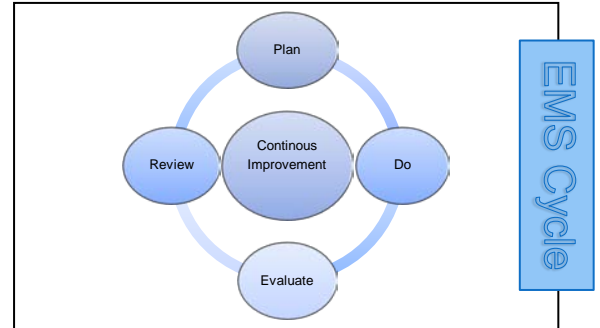 Plan
Review
Continous
Improvement
Do
Evaluate
EMS Cycle